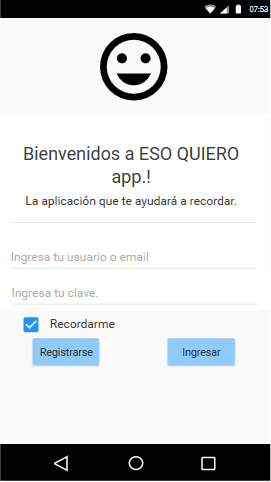 07:53
Bienvenidos a ESO QUIERO
app.!
La aplicación que te ayudará a recordar.
Ingresa tu usuario o email
Ingresa tu clave.
Recordarme
Registrarse Ingresar